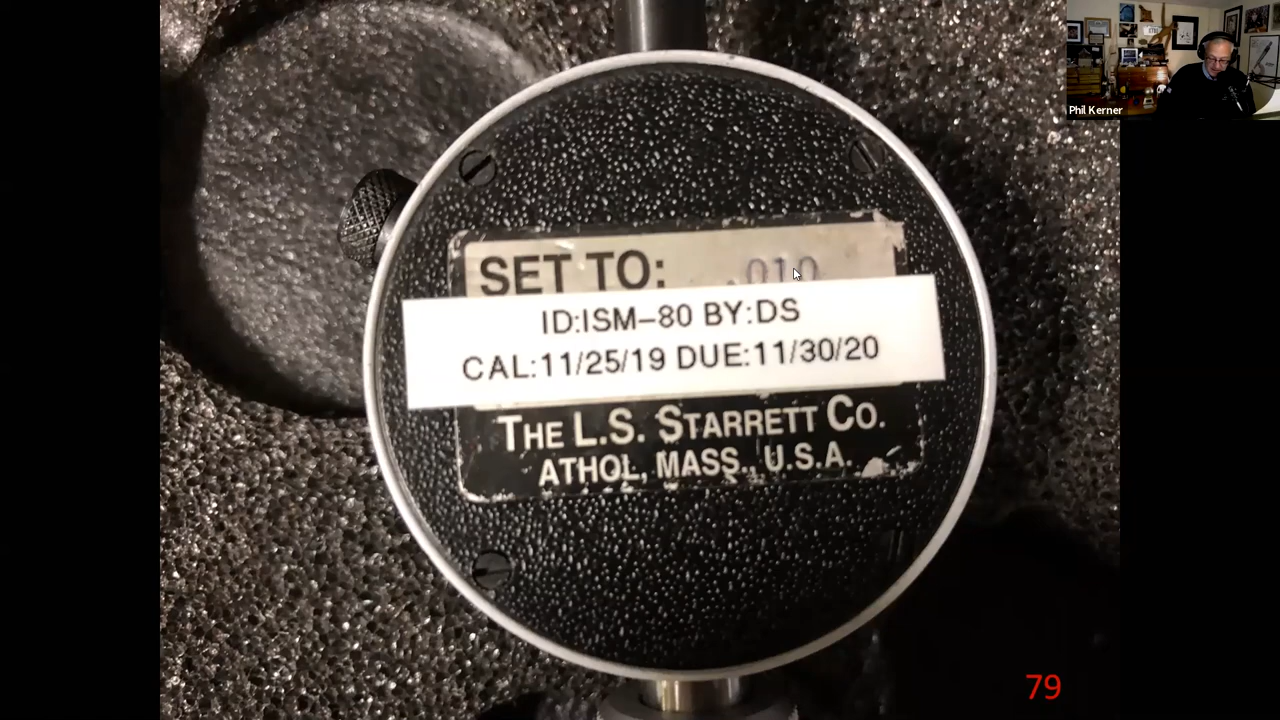 Phil Kerner
SET TO: .010
ID:ISM-80 BY:DS
CAL:11/25/19 DUE:11/30/20
THE L.S. STARRETT CO.
ATHOL, MASS., U.S.A.
79